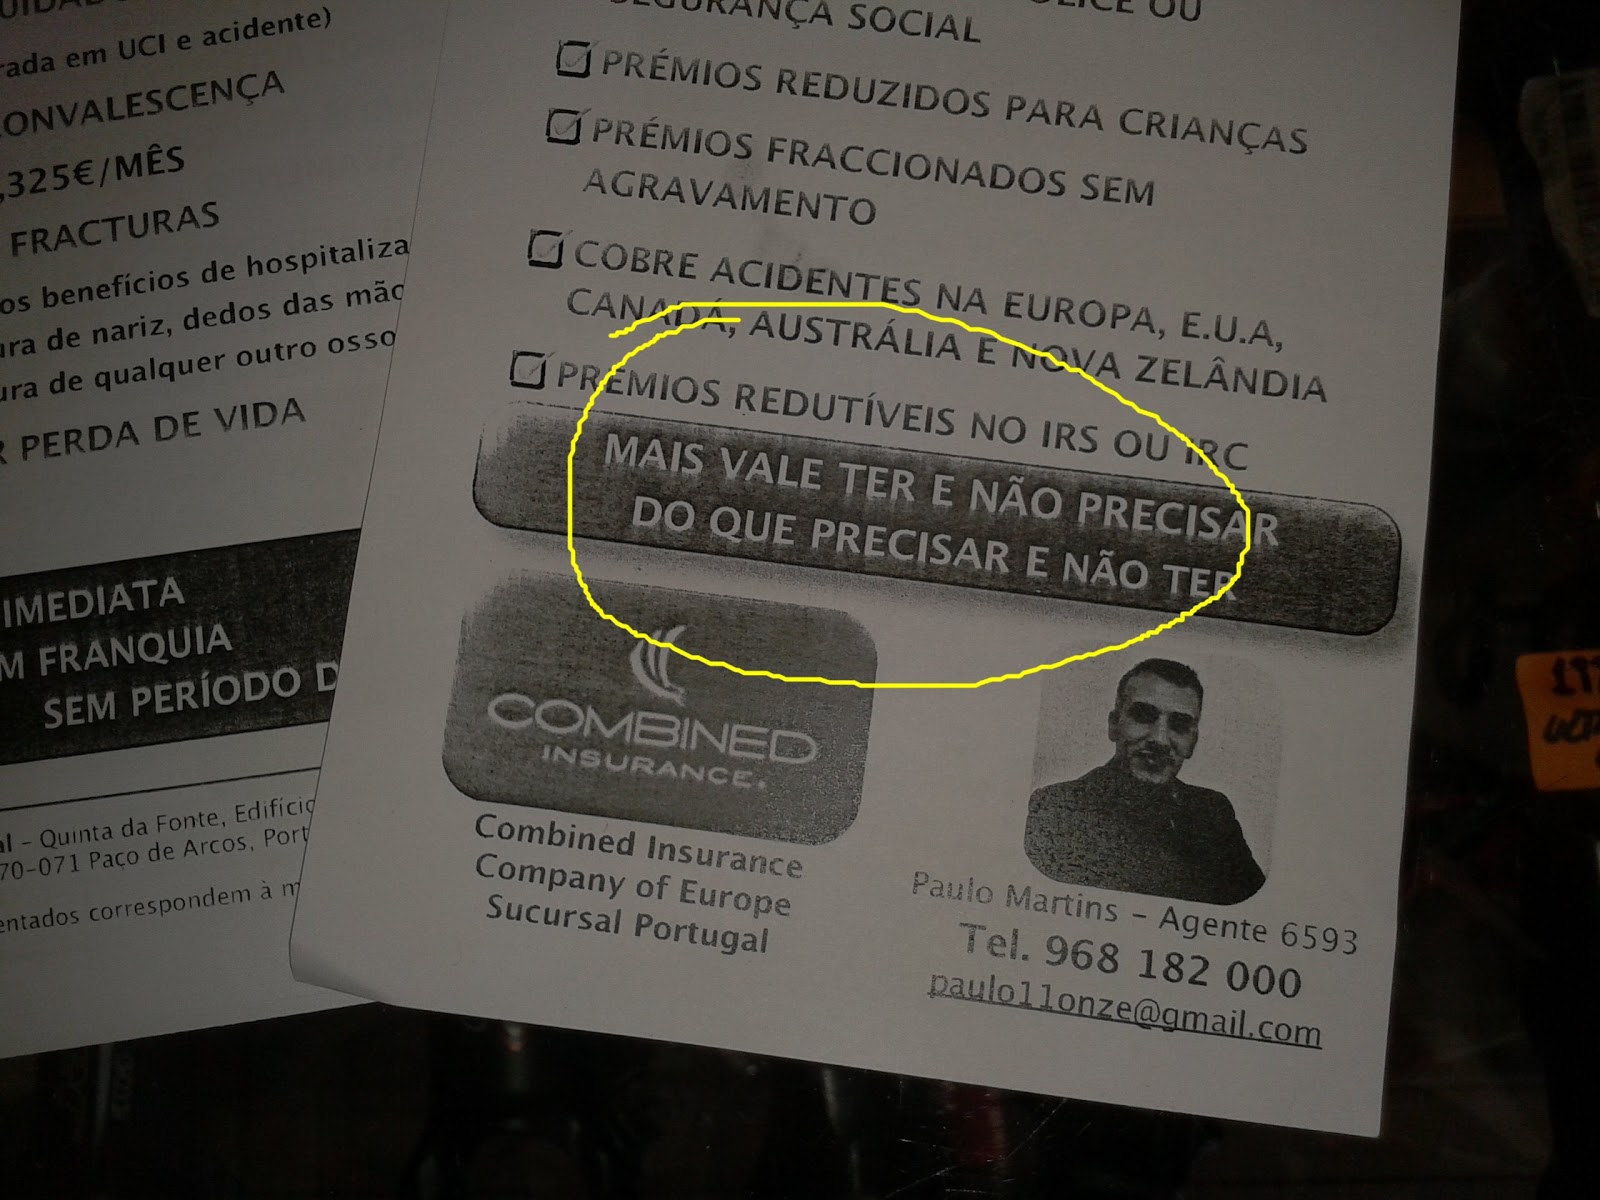 rada em UCI e acidente)
CONVALESCENÇA
,325€/MÊS
FRACTURAS
os benefícios de hospitaliza
ura de nariz, dedos das mão
ura de qualquer outro osso
R PERDA DE VIDA
IMEDIATA
M FRANQUIA
SEM PERÍODO D
al – Quinta da Fonte, Edifício
70-071 Paço de Arcos, Port
entados correspondem à m
OU
SEGURANÇA SOCIAL
PRÉMIOS REDUZIDOS PARA CRIANÇAS
PRÉMIOS FRACCIONADOS SEM
AGRAVAMENTO
COBRE ACIDENTES NA EUROPA, E.U.A,
CANADÁ, AUSTRÁLIA E NOVA ZELÂNDIA
PRÉMIOS REDUTÍVEIS NO IRS OU IRC
MAIS VALE TER E NÃO PRECISAR
DO QUE PRECISAR E NÃO TER
COMBINED
INSURANCE.
Combined Insurance
Company of Europe
Sucursal Portugal
Paulo Martins – Agente 6593
Tel. 968 182 000
paulo11onze@gmail.com